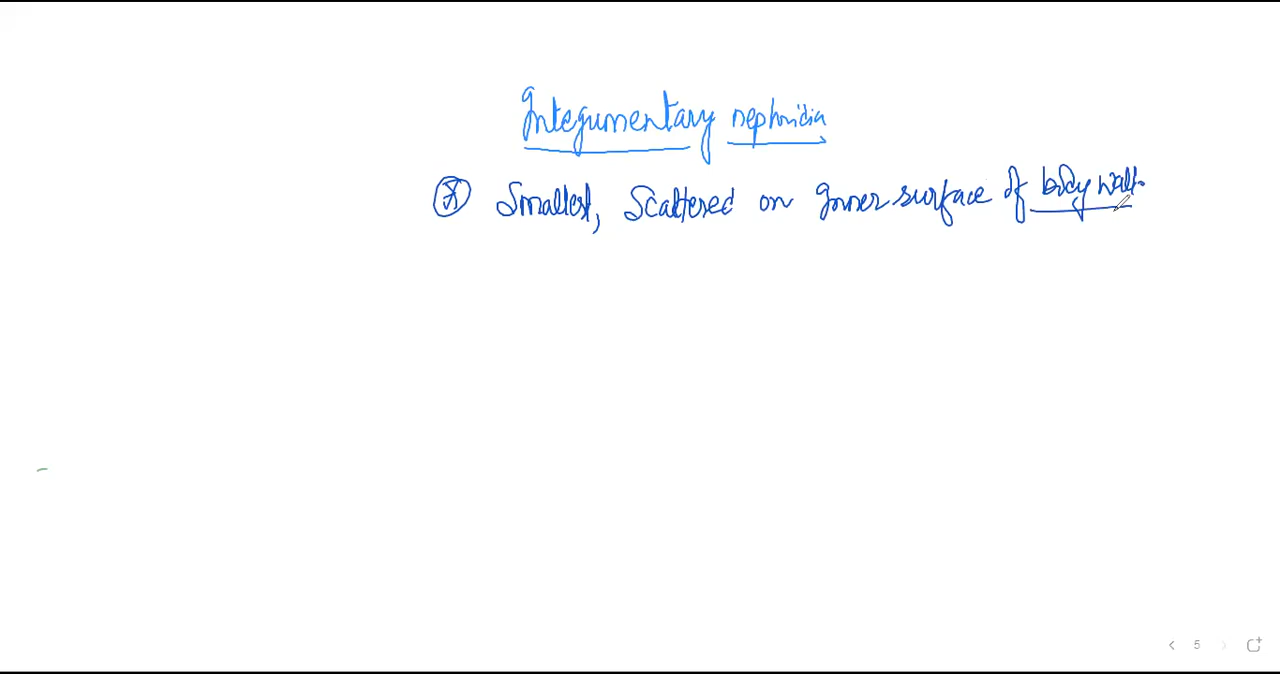 Integumentary nephridia
Smallest, Scattered on Inner surface of body wall.
5